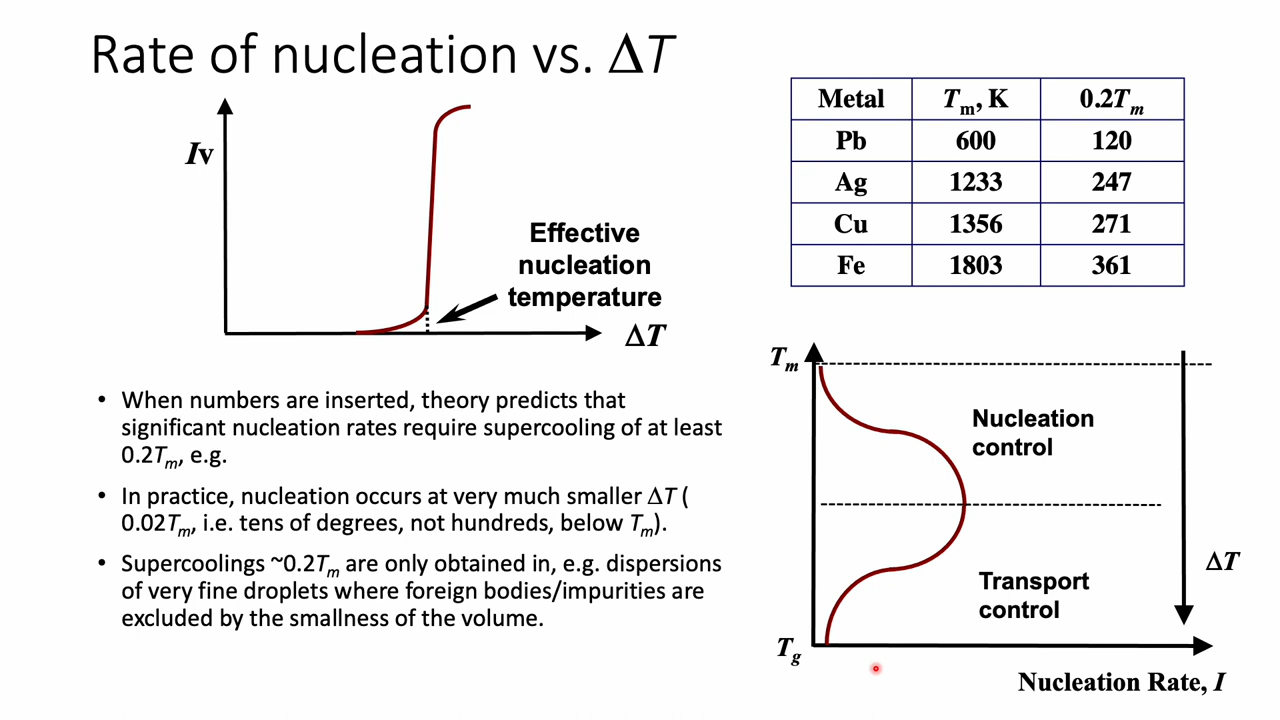 Rate of nucleation vs. ΔT
Iv
Effective
nucleation
temperature
ΔT
• When numbers are inserted, theory predicts that
significant nucleation rates require supercooling of at least
0.2Tm, e.g.
• In practice, nucleation occurs at very much smaller ΔT (
0.02Tm, i.e. tens of degrees, not hundreds, below Tm).
• Supercoolings ~0.2Tm are only obtained in, e.g. dispersions
of very fine droplets where foreign bodies/impurities are
excluded by the smallness of the volume.
Metal Tm, K 0.2Tm
Pb 600 120
Ag 1233 247
Cu 1356 271
Fe 1803 361
Tm
Nucleation
control
ΔT
Transport
control
Tg
Nucleation Rate, I